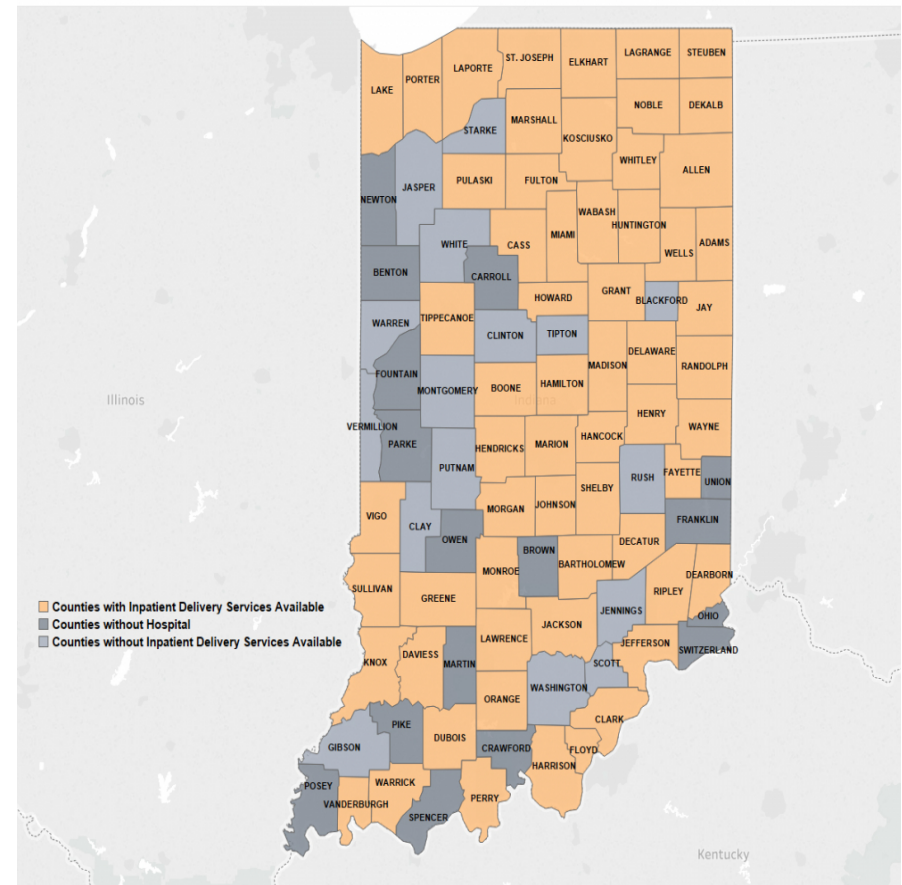 ST. JOSEPH
LAGRANGE
STEUBEN
ELKHART
LAPORTE
PORTER
LAKE
NOBLE
DEKALB
MARSHALL
STARKE
KOSCIUSKO
WHITLEY
ALLEN
PULASKI
FULTON
JASPER
NEWTON
WABASH
HUNTINGTON
MIAMI
CASS
WHITE
WELLS
ADAMS
BENTON
CARROLL
GRANT
HOWARD
BLACKFORD
JAY
TIPPECANOE
WARREN
CLINTON
TIPTON
DELAWARE
MADISON
RANDOLPH
FOUNTAIN
MONTGOMERY
BOONE
HAMILTON
Indiana
Illinois
HENRY
WAYNE
VERMILLION
PARKE
HENDRICKS
MARION
HANCOCK
PUTNAM
RUSH
FAYETTE
UNION
SHELBY
MORGAN
JOHNSON
VIGO
CLAY
FRANKLIN
OWEN
DECATUR
BROWN
BARTHOLOMEW
MONROE
DEARBORN
SULLIVAN
GREENE
RIPLEY
JENNINGS
OHIO
Counties with Inpatient Delivery Services Available
Counties without Hospital
Counties without Inpatient Delivery Services Available
JACKSON
LAWRENCE
JEFFERSON
SWITZERLAND
DAVIESS
KNOX
MARTIN
SCOTT
WASHINGTON
ORANGE
CLARK
PIKE
DUBOIS
GIBSON
CRAWFORD
FLOYD
HARRISON
POSEY
WARRICK
VANDERBURGH
PERRY
SPENCER
Kentucky